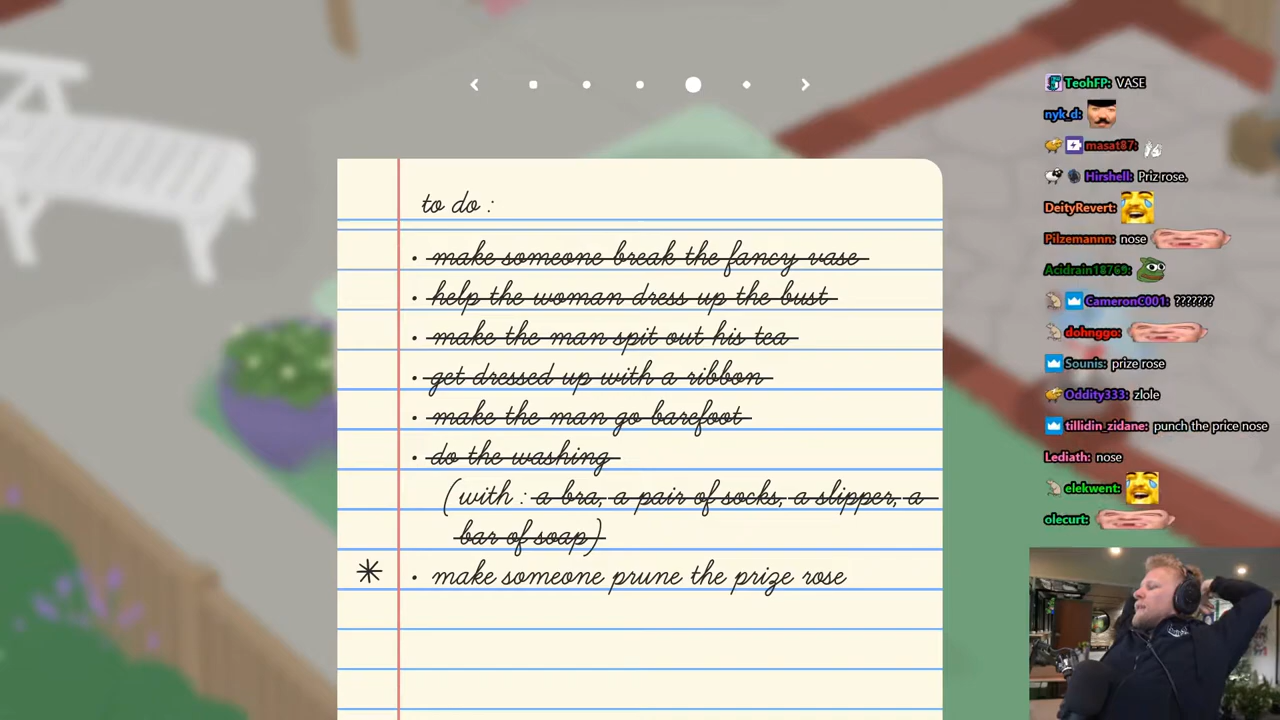 to do :
• make someone break the fancy vase
• help the woman dress up the bust
• make the man spit out his tea
• get dressed up with a ribbon
• make the man go barefoot
• do the washing
(with : a bra, a pair of socks, a slipper, a
bar of soap)
• make someone prune the prize rose
TeohFP: VASE
nyk_d:
masat87:
Hirshell: Priz rose.
DeityRevert:
Pilzemannn: nose
Acidrain18769:
CameronC001: ???????
dohnggo:
Sounis: prize rose
Oddity333: zlole
tillidin_zidane: punch the price nose
Lediath: nose
elekwent:
olecurt: